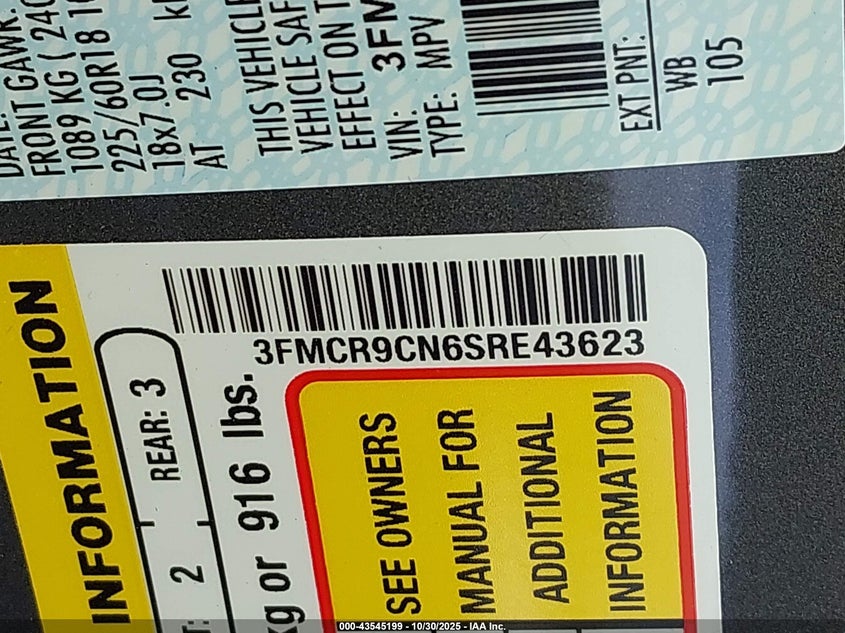 DATE:
FRONT GAWR:
1089 KG ( 240
225/60R18
18x7.0J
AT 230
THIS VEHICLE
VEHICLE SAF
EFFECT ON T
VIN: 3FM
TYPE: MPV
EXT PNT:
WB
105
INFORMATION
2 REAR: 3
kg or 916 lbs.
3FMCR9CN6SRE43623
SEE OWNERS
MANUAL FOR
ADDITIONAL
INFORMATION
000-43545199 - 10/30/2025 - IAA Inc.